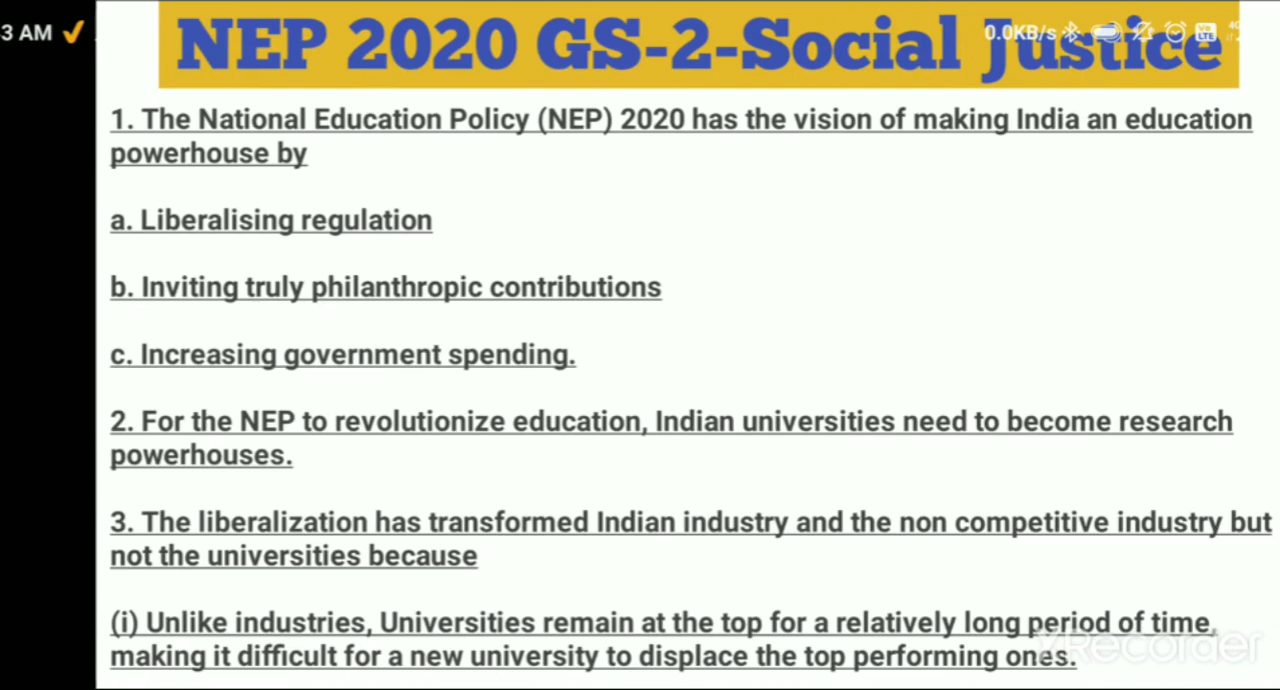 3 AM
NEP 2020 GS-2-Social Justice
0.0KB/s
Vo LTE
4G
1. The National Education Policy (NEP) 2020 has the vision of making India an education
powerhouse by
a. Liberalising regulation
b. Inviting truly philanthropic contributions
c. Increasing government spending.
2. For the NEP to revolutionize education, Indian universities need to become research
powerhouses.
3. The liberalization has transformed Indian industry and the non competitive industry but
not the universities because
(i) Unlike industries, Universities remain at the top for a relatively long period of time,
making it difficult for a new university to displace the top performing ones.
XRecorder